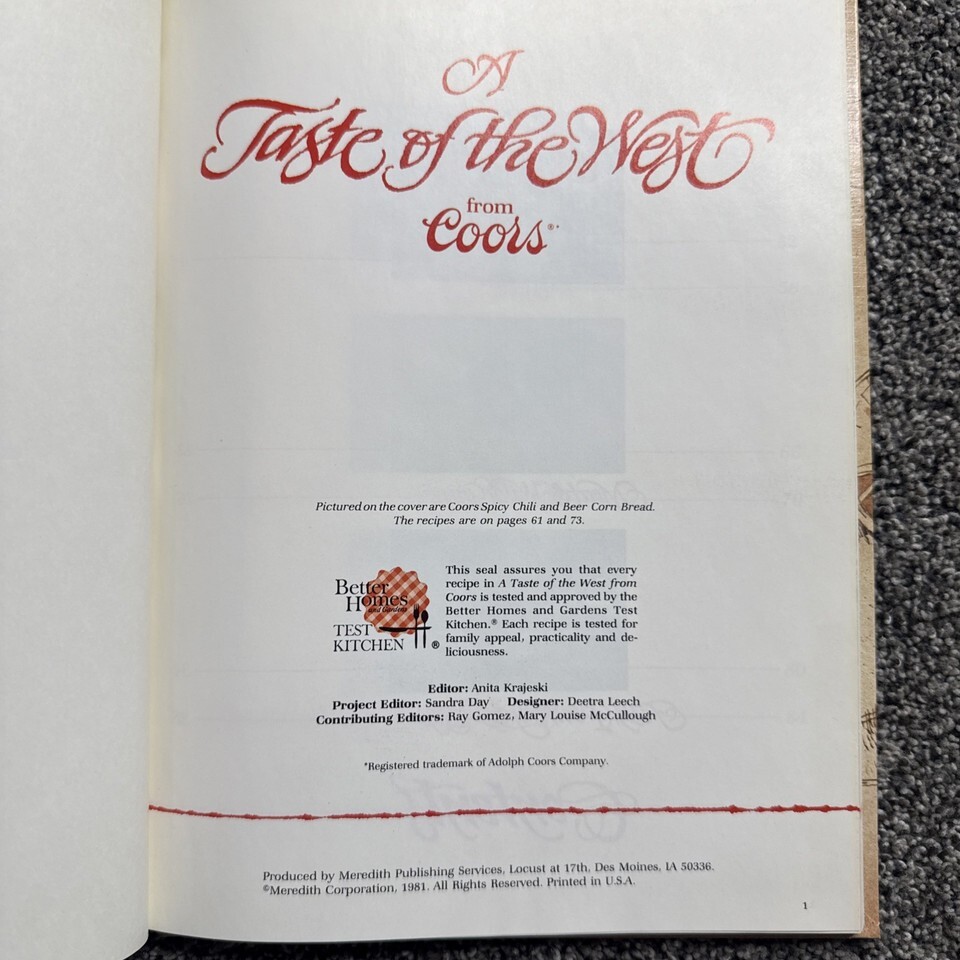 A
Taste of the West
from
Coors®*
Pictured on the cover are Coors Spicy Chili and Beer Corn Bread.
The recipes are on pages 61 and 73.
Better
Homes
and Gardens
TEST
KITCHEN ®
This seal assures you that every
recipe in A Taste of the West from
Coors is tested and approved by the
Better Homes and Gardens Test
Kitchen.® Each recipe is tested for
family appeal, practicality and de-
liciousness.
Editor: Anita Krajeski
Project Editor: Sandra Day Designer: Deetra Leech
Contributing Editors: Ray Gomez, Mary Louise McCullough
*Registered trademark of Adolph Coors Company.
Produced by Meredith Publishing Services, Locust at 17th, Des Moines, IA 50336.
©Meredith Corporation, 1981. All Rights Reserved. Printed in U.S.A.
1